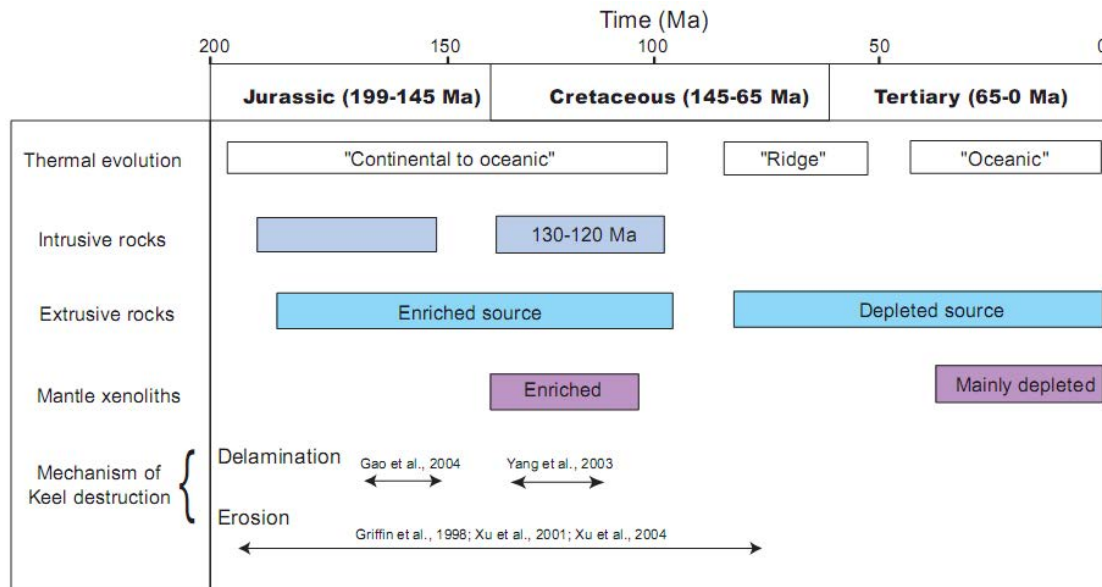 Time (Ma)
200 150 100 50 0
Jurassic (199-145 Ma) Cretaceous (145-65 Ma) Tertiary (65-0 Ma)
Thermal evolution "Continental to oceanic" "Ridge" "Oceanic"
Intrusive rocks 130-120 Ma
Extrusive rocks Enriched source Depleted source
Mantle xenoliths Enriched Mainly depleted
Mechanism of
Keel destruction
Delamination Gao et al., 2004 Yang et al., 2003
Erosion
Griffin et al., 1998; Xu et al., 2001; Xu et al., 2004